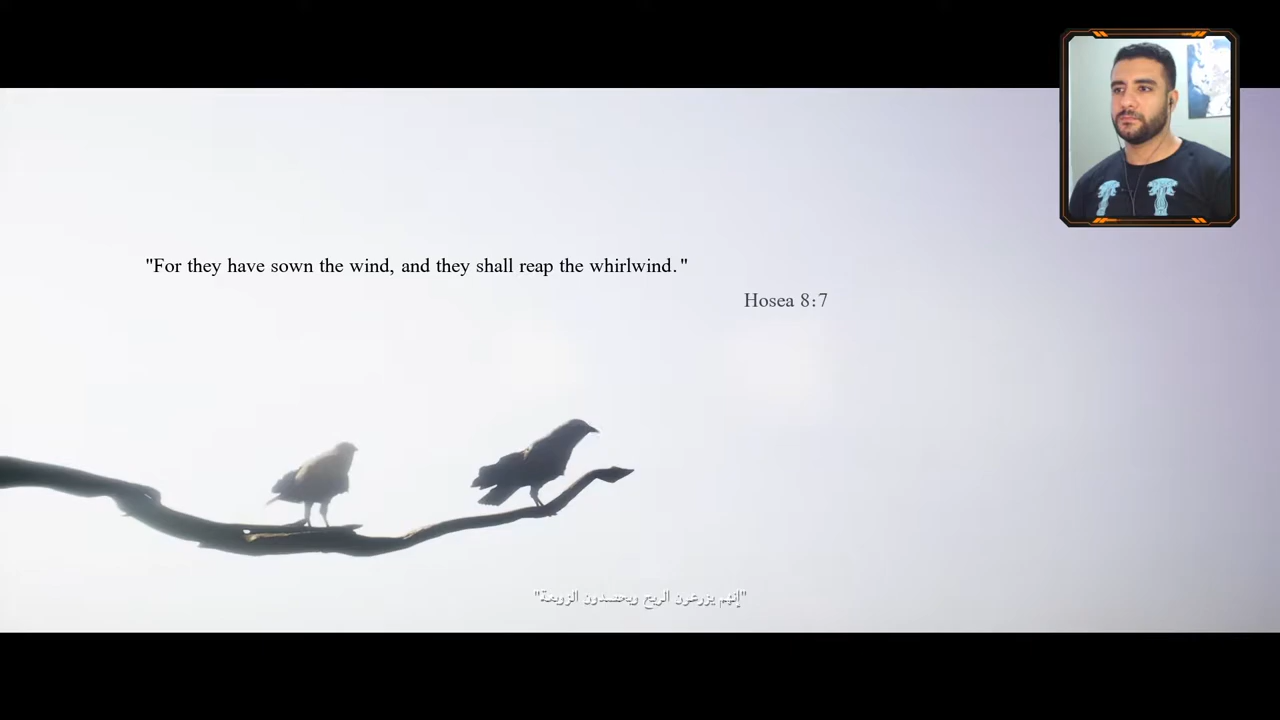 "For they have sown the wind, and they shall reap the whirlwind."
Hosea 8:7
"إنهم يزرعون الريح ويحصدون الزوبعة"